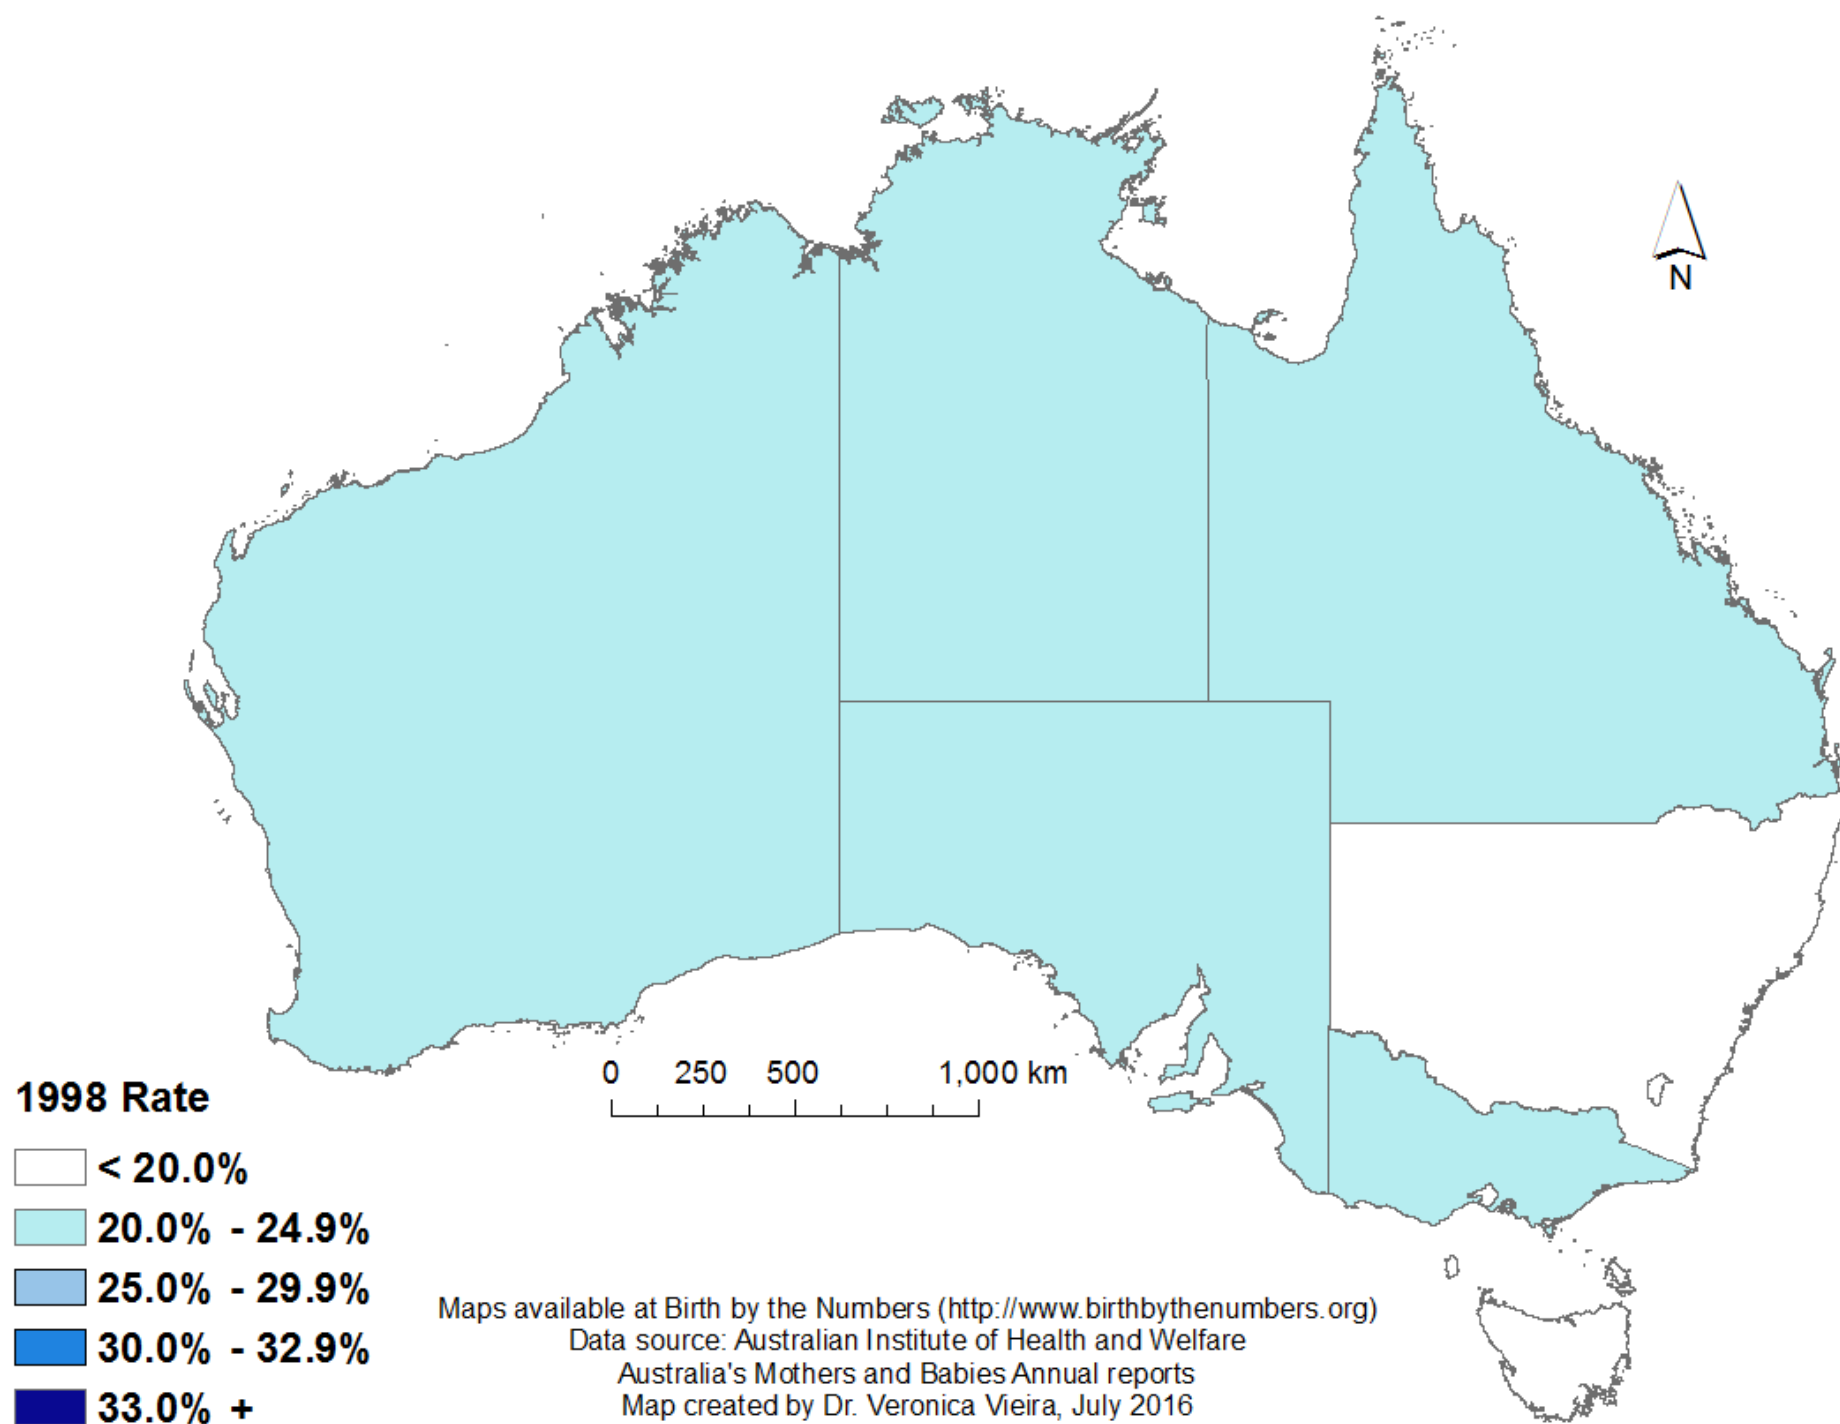 N
0 250 500 1,000 km
1998 Rate
< 20.0%
20.0% - 24.9%
25.0% - 29.9%
30.0% - 32.9%
33.0% +
Maps available at Birth by the Numbers (http://www.birthbythenumbers.org)
Data source: Australian Institute of Health and Welfare
Australia's Mothers and Babies Annual reports
Map created by Dr. Veronica Vieira, July 2016